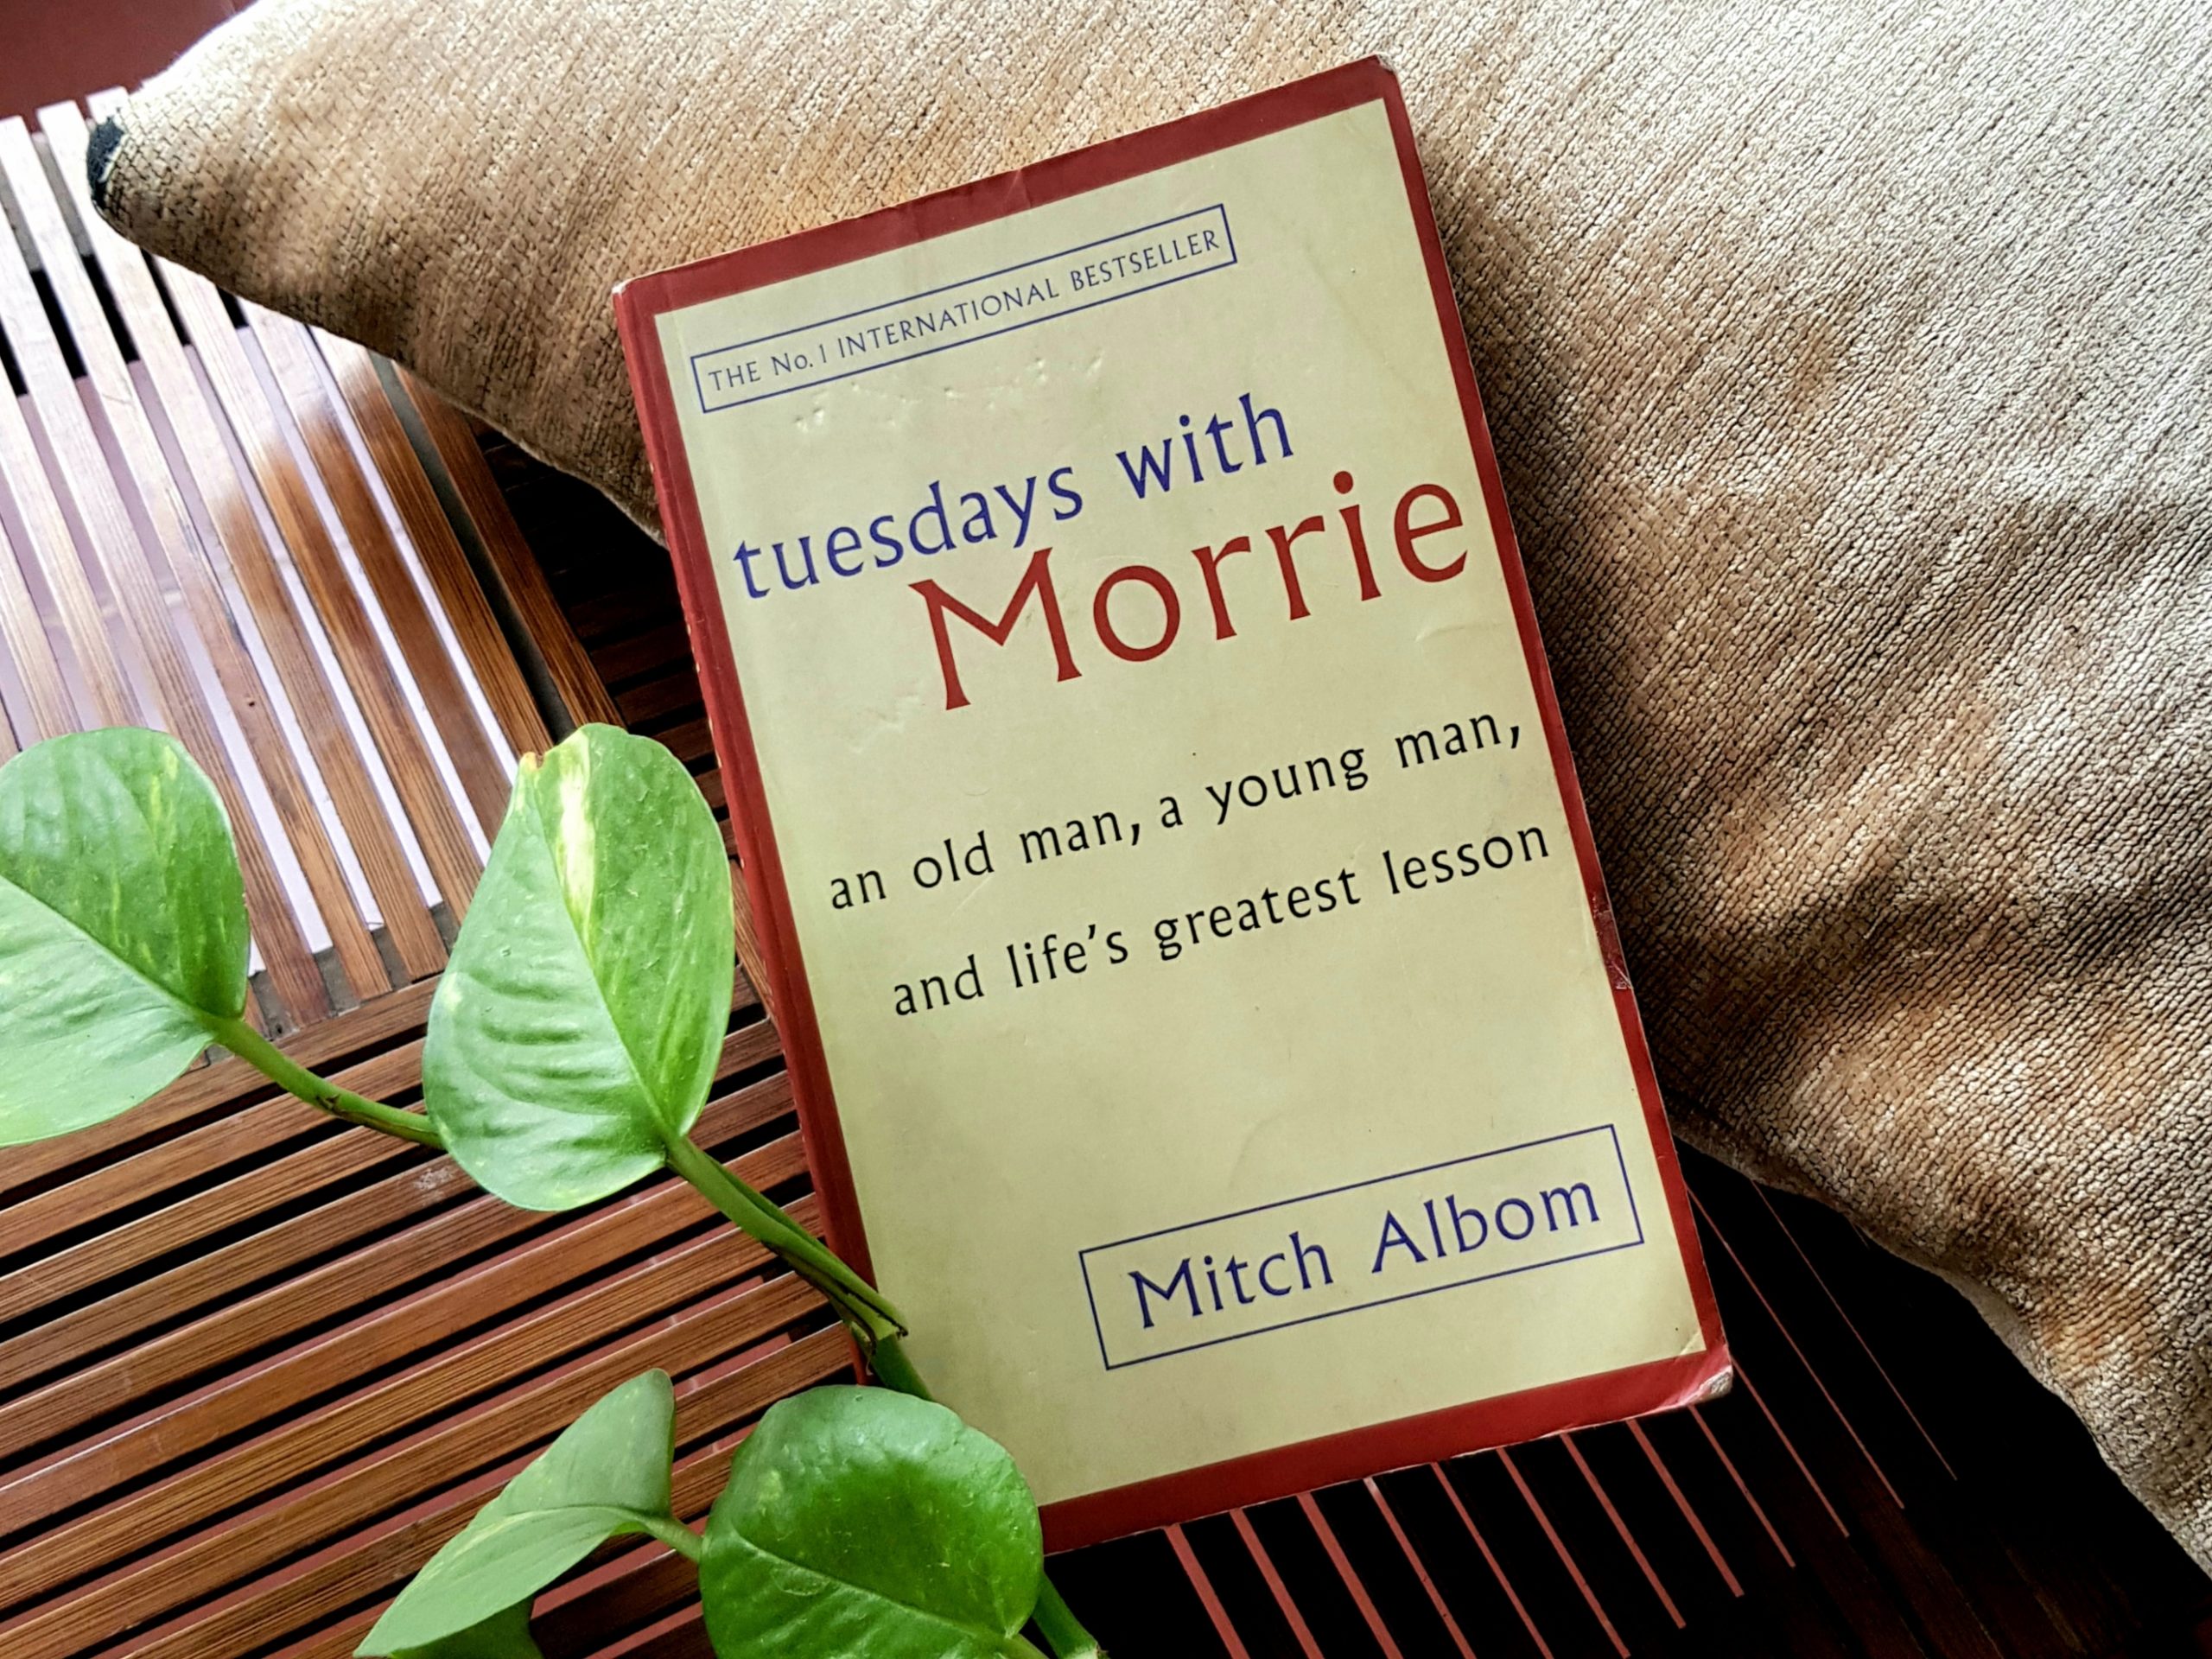 THE No. 1 INTERNATIONAL BESTSELLER
tuesdays with
Morrie
an old man, a young man,
and life's greatest lesson
Mitch Albom